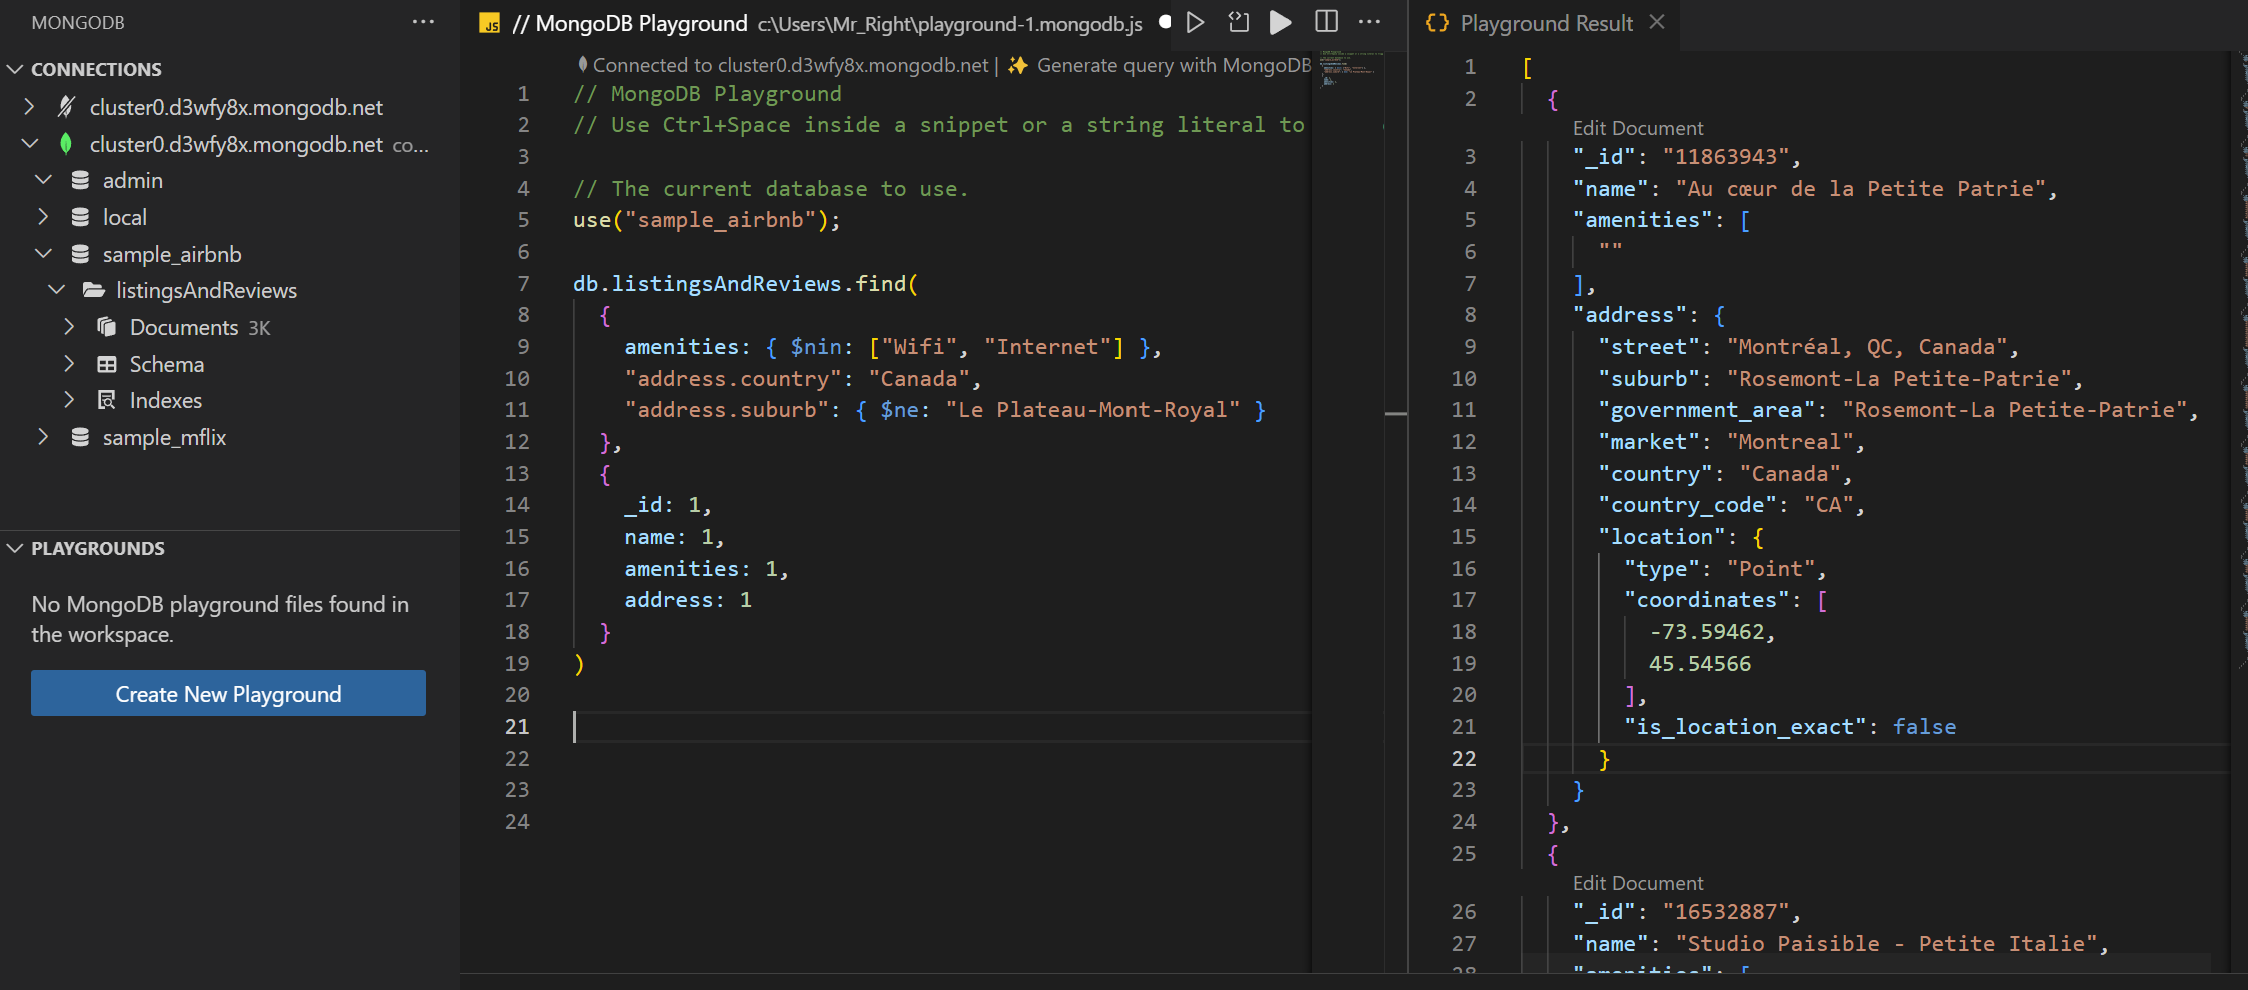 MONGODB
CONNECTIONS
cluster0.d3wfy8x.mongodb.net
cluster0.d3wfy8x.mongodb.net co...
admin
local
sample_airbnb
listingsAndReviews
Documents 3K
Schema
Indexes
sample_mflix
PLAYGROUNDS
No MongoDB playground files found in
the workspace.
Create New Playground
JS // MongoDB Playground c:\Users\Mr_Right\playground-1.mongodb.js
Connected to cluster0.d3wfy8x.mongodb.net | ✨ Generate query with MongoDB
1 // MongoDB Playground
2 // Use Ctrl+Space inside a snippet or a string literal to
3
4 // The current database to use.
5 use("sample_airbnb");
6
7 db.listingsAndReviews.find(
8 {
9 amenities: { $nin: ["Wifi", "Internet"] },
10 "address.country": "Canada",
11 "address.suburb": { $ne: "Le Plateau-Mont-Royal" }
12 },
13 {
14 _id: 1,
15 name: 1,
16 amenities: 1,
17 address: 1
18 }
19 )
20
21
22
23
24
{} Playground Result
1 [
2 {
Edit Document
3 "_id": "11863943",
4 "name": "Au cœur de la Petite Patrie",
5 "amenities": [
6 ""
7 ],
8 "address": {
9 "street": "Montréal, QC, Canada",
10 "suburb": "Rosemont-La Petite-Patrie",
11 "government_area": "Rosemont-La Petite-Patrie",
12 "market": "Montreal",
13 "country": "Canada",
14 "country_code": "CA",
15 "location": {
16 "type": "Point",
17 "coordinates": [
18 -73.59462,
19 45.54566
20 ],
21 "is_location_exact": false
22 }
23 }
24 },
25 {
Edit Document
26 "_id": "16532887",
27 "name": "Studio Paisible - Petite Italie",
28 "amenities": [